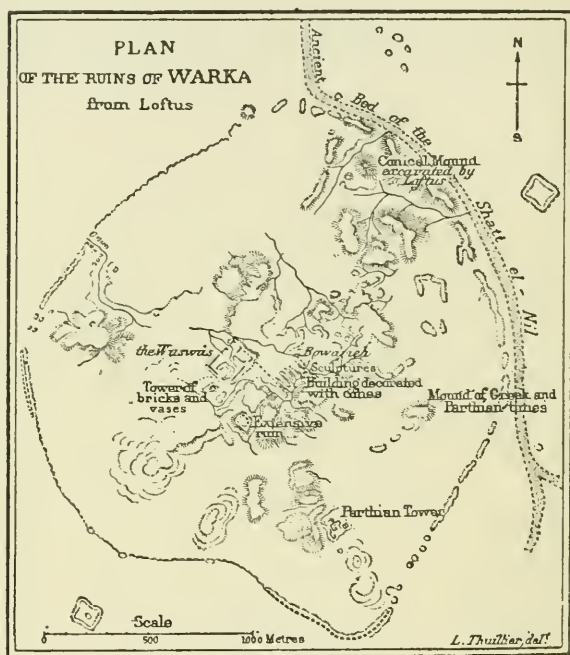 PLAN
OF THE RUINS OF WARKA
from Loftus
N
S
Ancient Bed of the Shatt el-Nil
Conical Mound
excavated by
Loftus
the Wuswas
Bowarieh
Sculptures
Tower of
bricks and
vases
Building decorated
with cones
Mound of Greek and
Parthian times
Extensive
ruin
Parthian Tower
Scale
0 500 1000 Metres
L. Thuillier, delt